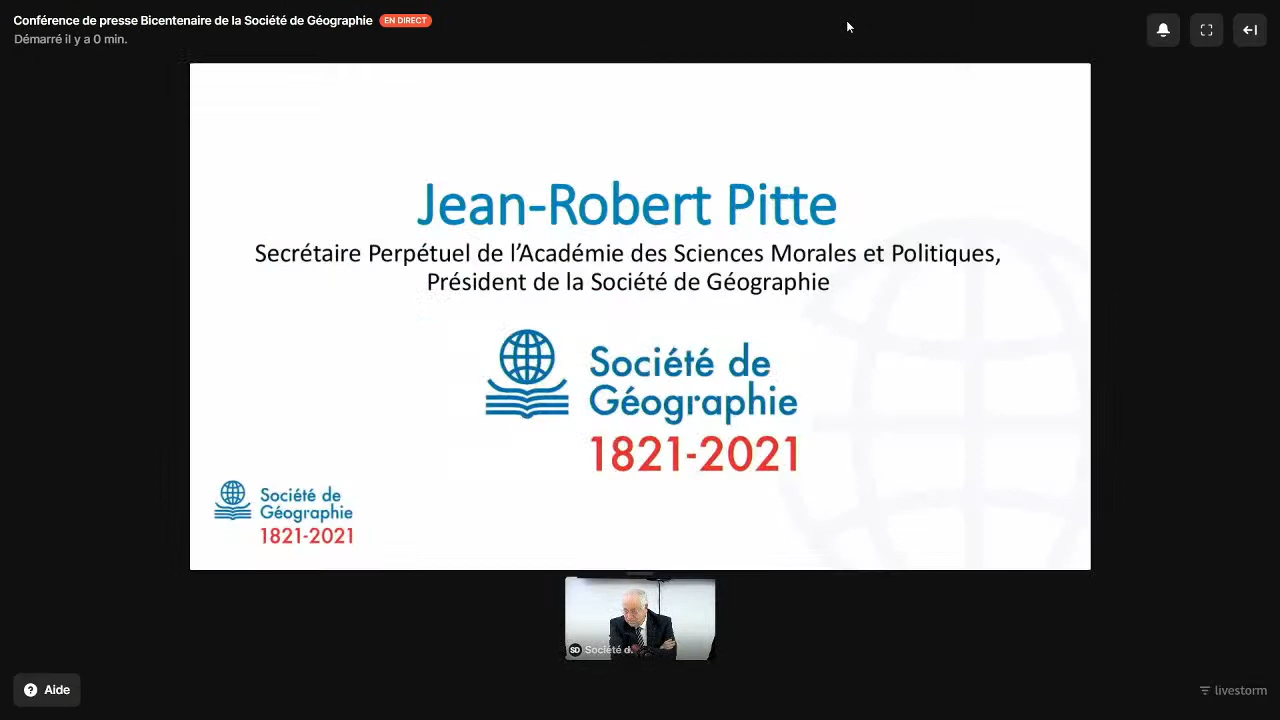 Conférence de presse Bicentenaire de la Société de Géographie EN DIRECT
Démarré il y a 0 min.
Jean-Robert Pitte
Secrétaire Perpétuel de l'Académie des Sciences Morales et Politiques,
Président de la Société de Géographie
Société de
Géographie
1821-2021
Société de
Géographie
1821-2021
SD Société d.
Aide
livestorm